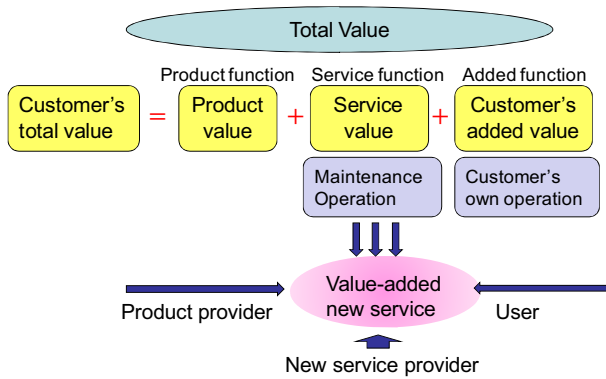 Total Value
Product function Service function Added function
Customer's Product Service Customer's
total value = value + value + added value
Maintenance Customer's
Operation own operation
Value-added
new service
Product provider User
New service provider